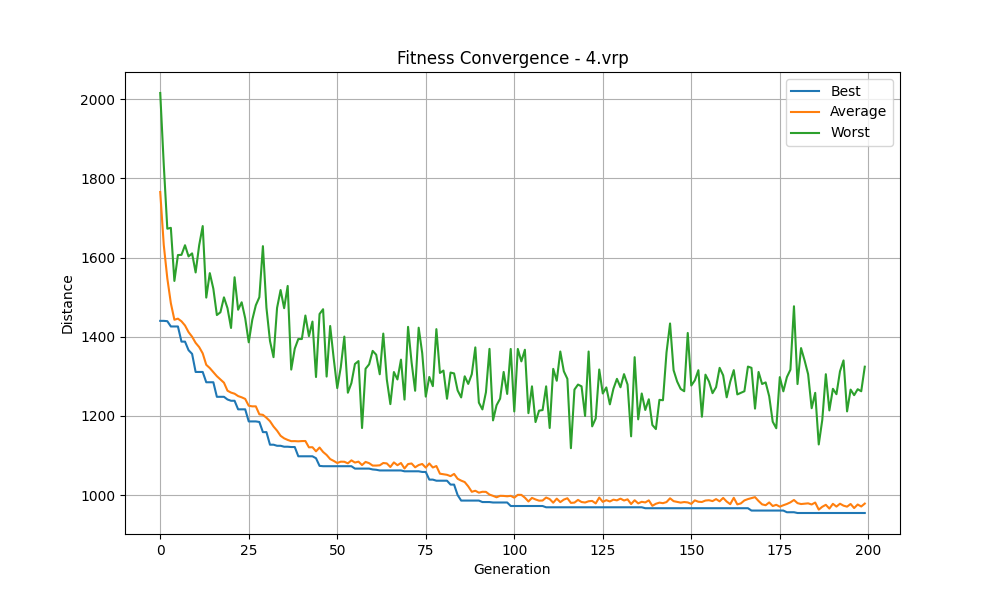 Fitness Convergence - 4.vrp
Best
Average
Worst
Distance
2000
1800
1600
1400
1200
1000
0 25 50 75 100 125 150 175 200
Generation